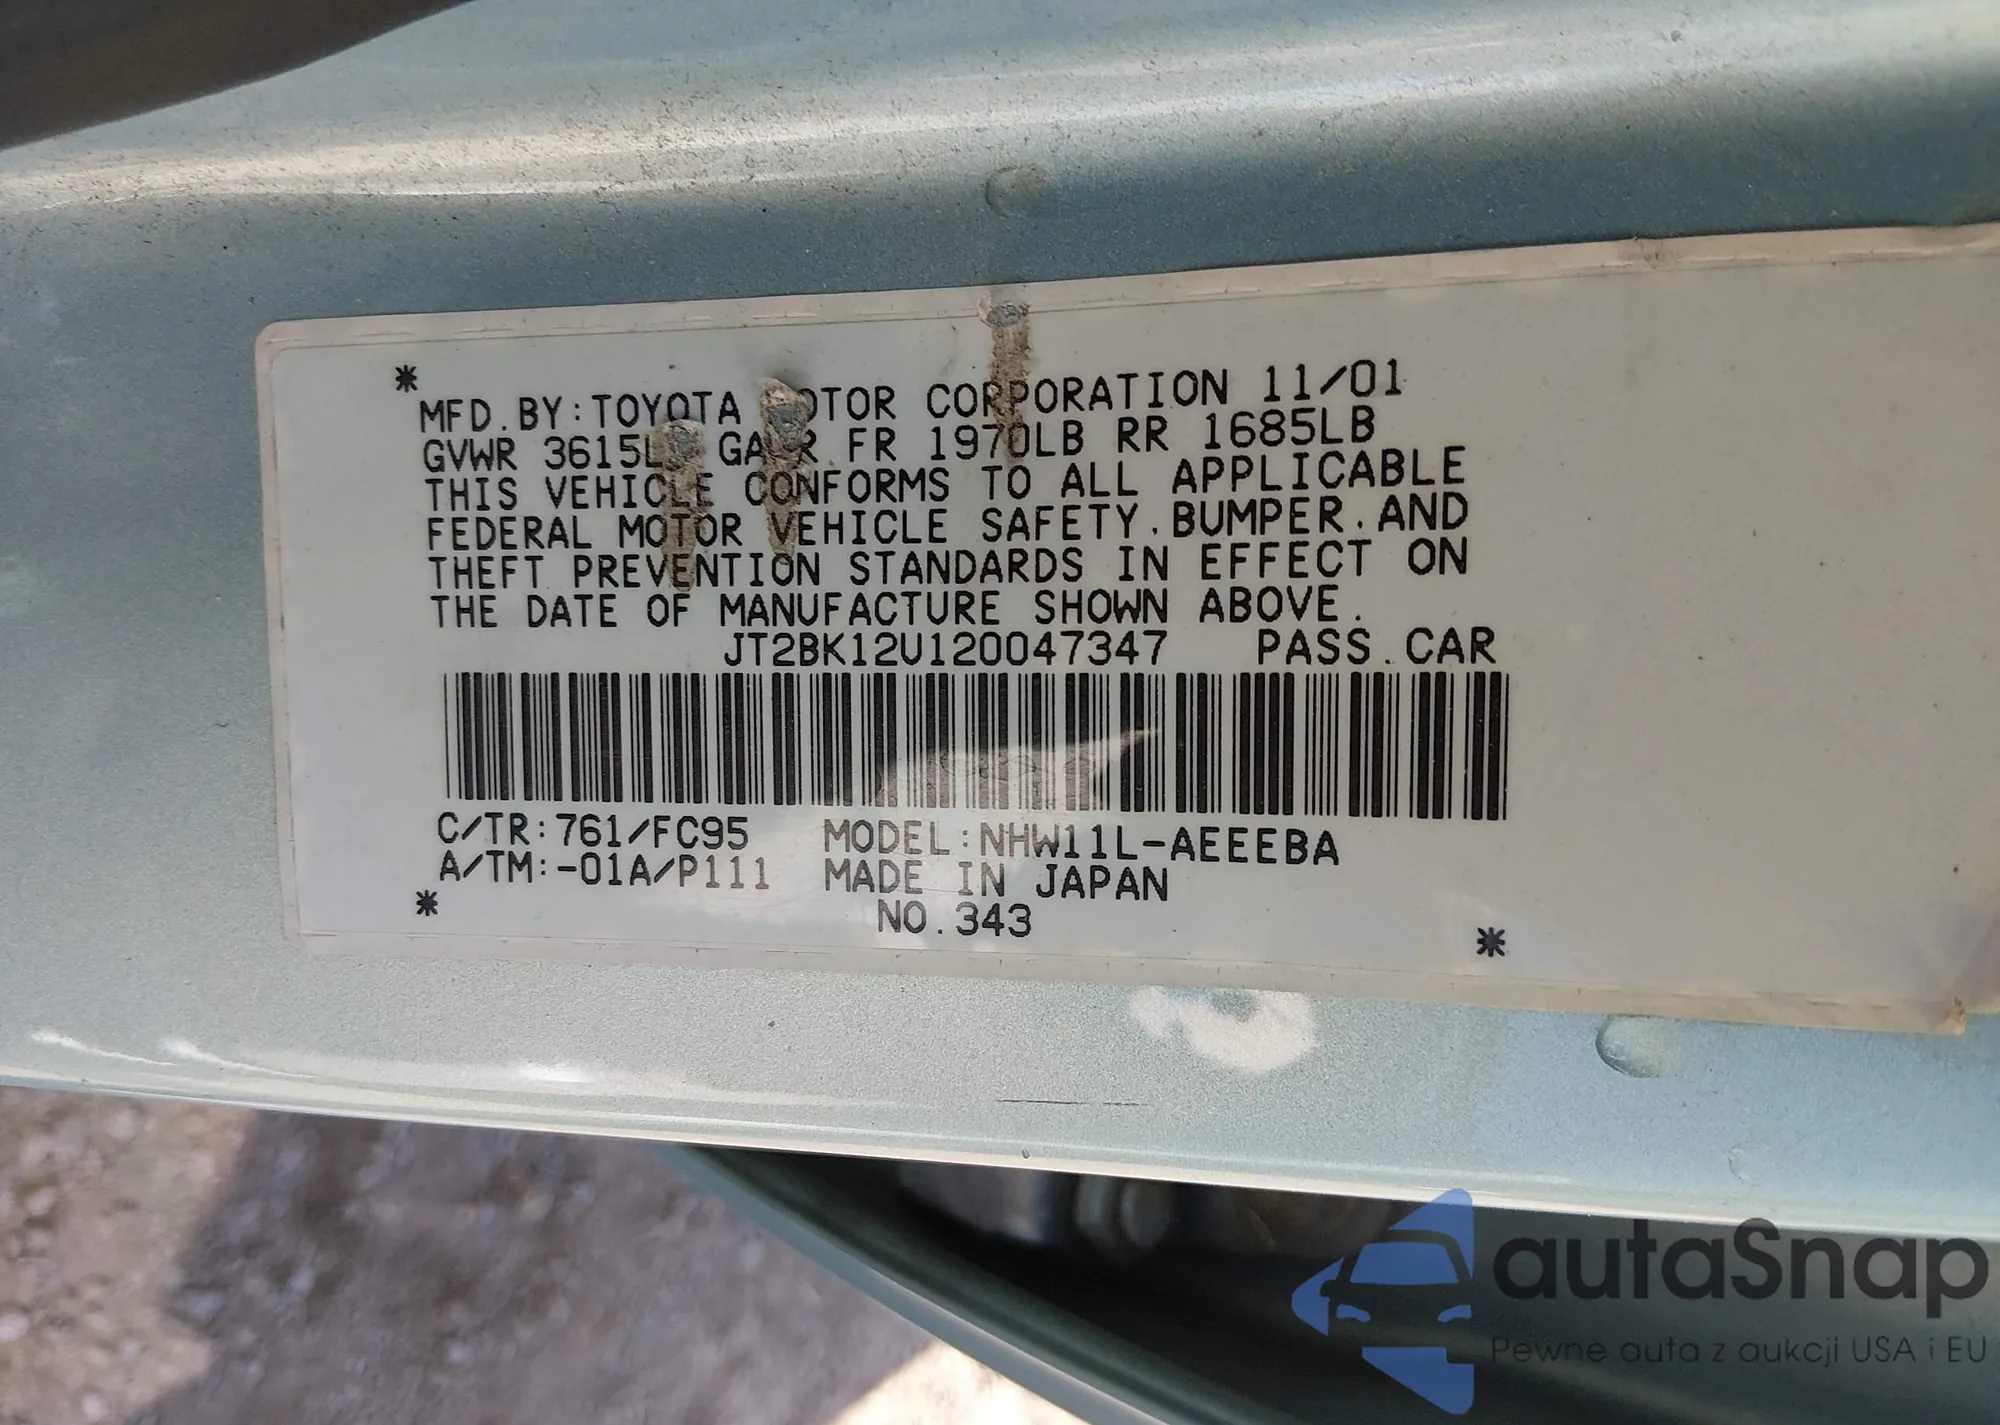 *
MFD.BY:TOYOTA MOTOR CORPORATION 11/01
GVWR 3615LB GAWR FR 1970LB RR 1685LB
THIS VEHICLE CONFORMS TO ALL APPLICABLE
FEDERAL MOTOR VEHICLE SAFETY.BUMPER.AND
THEFT PREVENTION STANDARDS IN EFFECT ON
THE DATE OF MANUFACTURE SHOWN ABOVE.
JT2BK12U120047347 PASS.CAR
C/TR:761/FC95 MODEL:NHW11L-AEEEBA
A/TM:-01A/P111 MADE IN JAPAN
* NO.343 *
autaSnap
Pewne auta z aukcji USA i EU